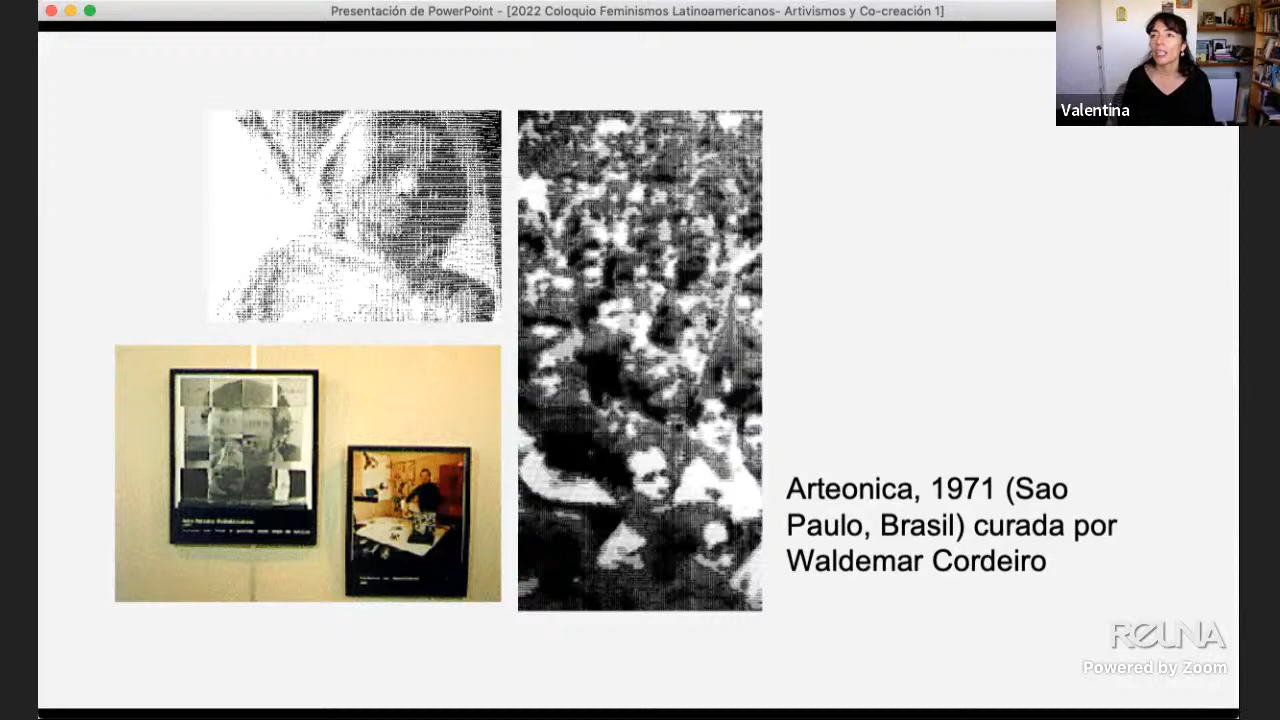 Presentación de PowerPoint - [2022 Coloquio Feminismos Latinoamericanos- Artivismos y Co-creación 1]
Valentina
Arteonica, 1971 (Sao
Paulo, Brasil) curada por
Waldemar Cordeiro
REUNA
Powered by Zoom